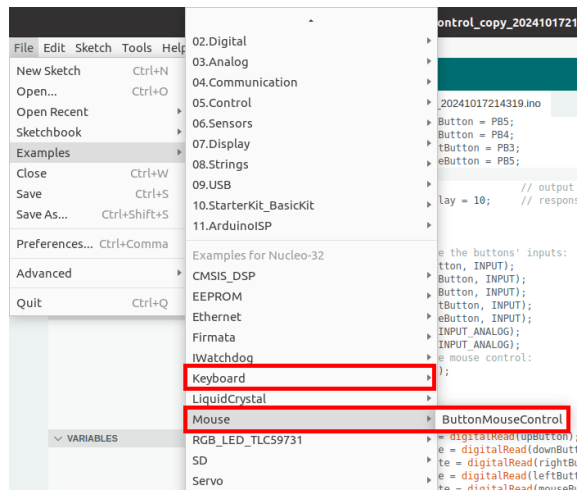 ontrol_copy_2024101721
File Edit Sketch Tools Help
New Sketch Ctrl+N
Open... Ctrl+O
Open Recent
Sketchbook
Examples
Close Ctrl+W
Save Ctrl+S
Save As... Ctrl+Shift+S
Preferences... Ctrl+Comma
Advanced
Quit Ctrl+Q
VARIABLES
02.Digital
03.Analog
04.Communication
05.Control
06.Sensors
07.Display
08.Strings
09.USB
10.StarterKit_BasicKit
11.ArduinoISP
Examples for Nucleo-32
CMSIS_DSP
EEPROM
Ethernet
Firmata
IWatchdog
Keyboard
LiquidCrystal
Mouse
RGB_LED_TLC59731
SD
Servo
ButtonMouseControl
_20241017214319.ino
Button = PB5;
Button = PB4;
tButton = PB3;
eButton = PB5;
// output
lay = 10; // respons
e the buttons' inputs:
tton, INPUT);
Button, INPUT);
Button, INPUT);
tButton, INPUT);
eButton, INPUT);
INPUT_ANALOG);
INPUT_ANALOG);
e mouse control:
);
= digitalRead(upButton);
e = digitalRead(downButt
te = digitalRead(rightBu
e = digitalRead(leftButt
te = digitalRead(mouseBu